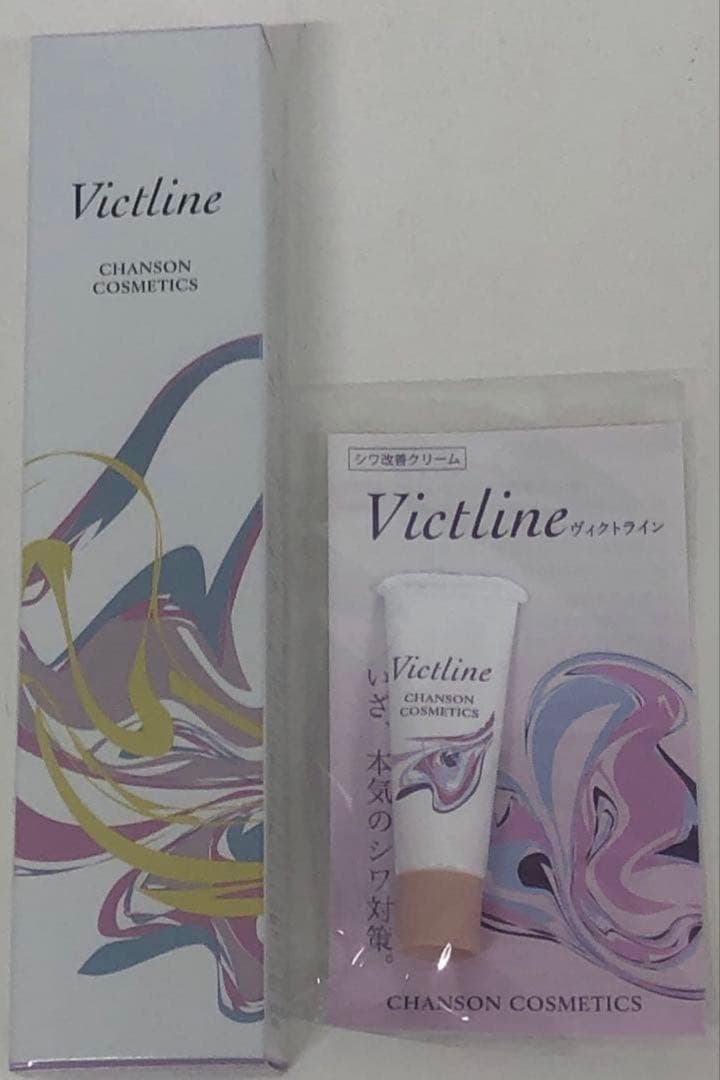 Victline
CHANSON
COSMETICS
シワ改善クリーム
Victline ヴィクトライン
Victline
CHANSON
COSMETICS
いざ、本気のシワ対策。
CHANSON COSMETICS